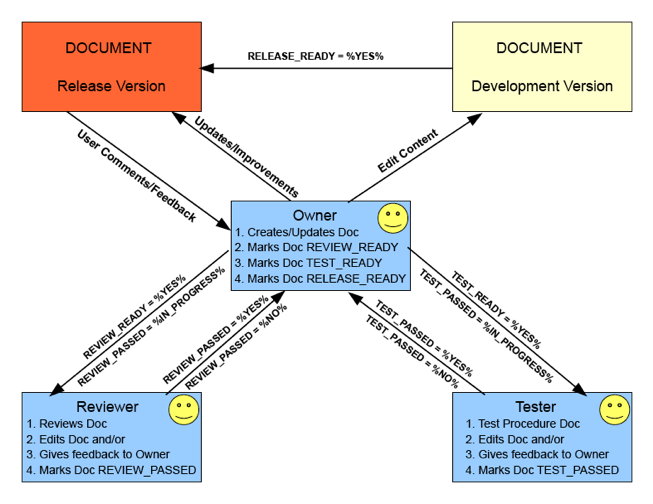 DOCUMENT
Release Version
RELEASE_READY = %YES%
DOCUMENT
Development Version
User Comments/Feedback
Updates/Improvements
Edit Content
Owner
1. Creates/Updates Doc
2. Marks Doc REVIEW_READY
3. Marks Doc TEST_READY
4. Marks Doc RELEASE_READY
REVIEW_READY = %YES%
REVIEW_PASSED = %IN_PROGRESS%
REVIEW_PASSED = %YES%
REVIEW_PASSED = %NO%
TEST_READY = %YES%
TEST_PASSED = %IN_PROGRESS%
TEST_PASSED = %YES%
TEST_PASSED = %NO%
Reviewer
1. Reviews Doc
2. Edits Doc and/or
3. Gives feedback to Owner
4. Marks Doc REVIEW_PASSED
Tester
1. Test Procedure Doc
2. Edits Doc and/or
3. Gives feedback to Owner
4. Marks Doc TEST_PASSED